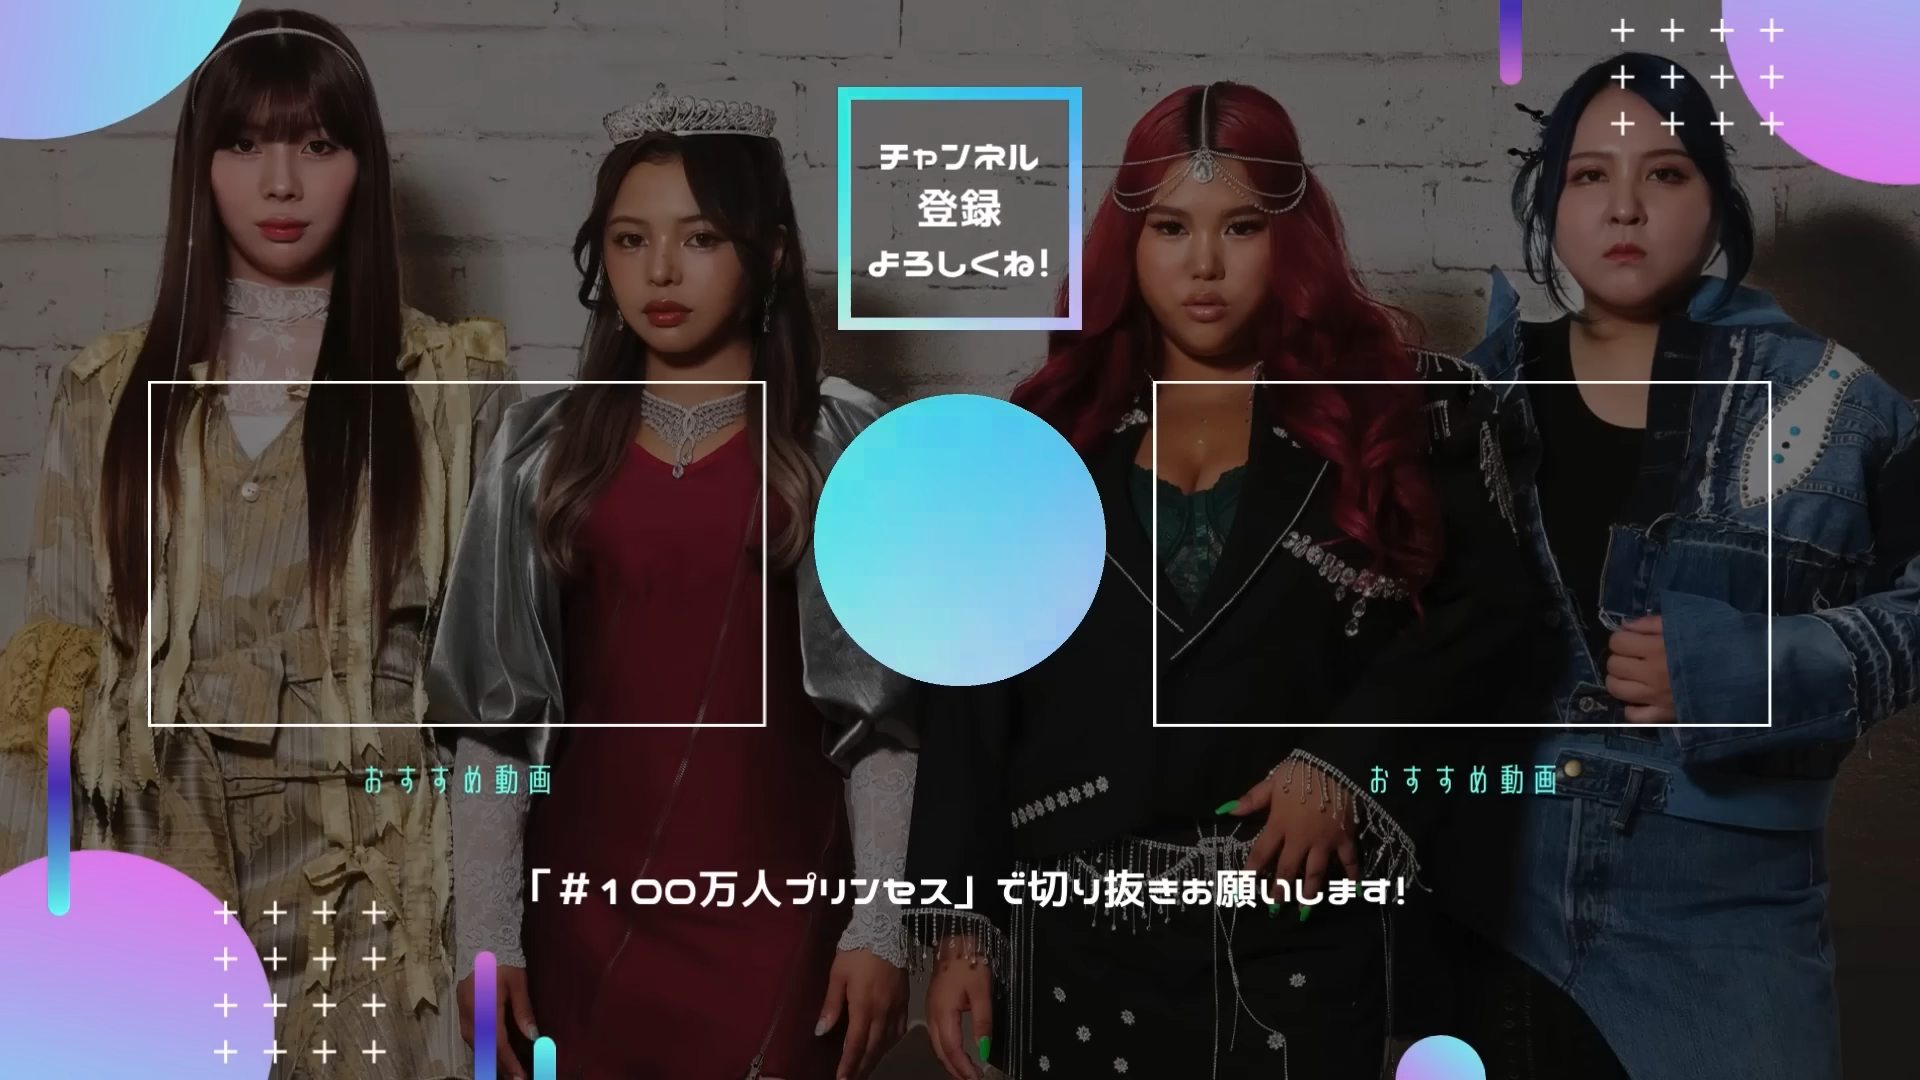 チャンネル
登録
よろしくね!
おすすめ動画
おすすめ動画
「#100万人プリンセス」で切り抜きお願いします!